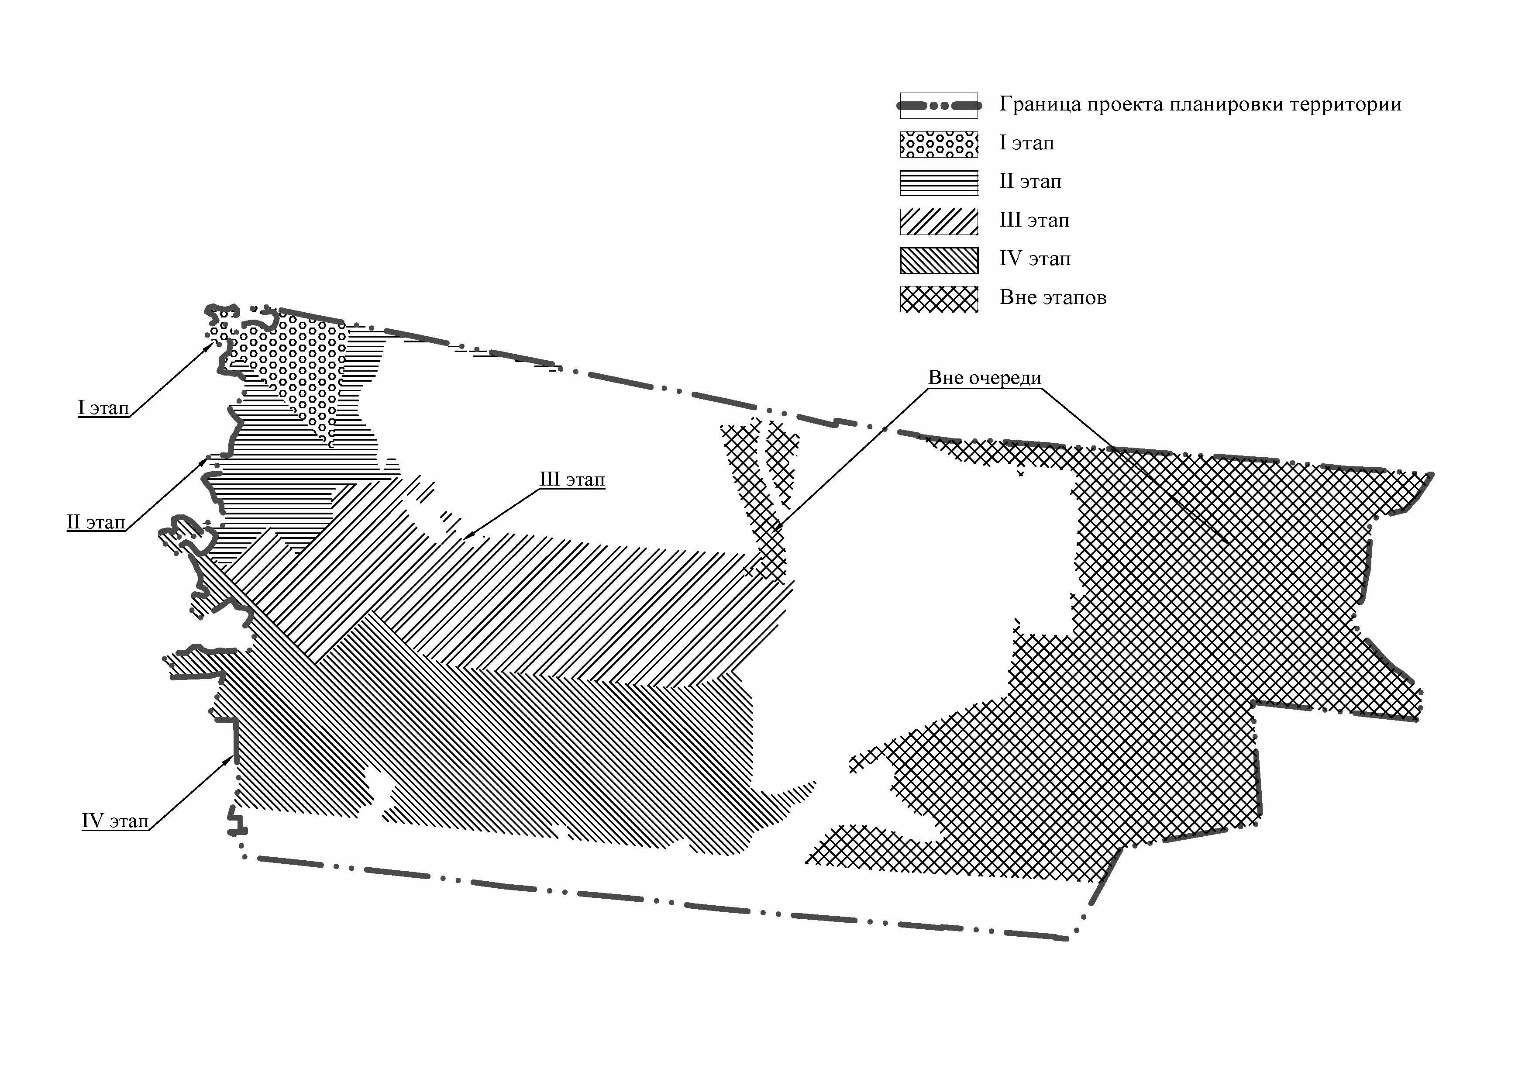 Граница проекта планировки территории
I этап
II этап
III этап
IV этап
Вне этапов
Вне очереди
I этап
III этап
II этап
IV этап